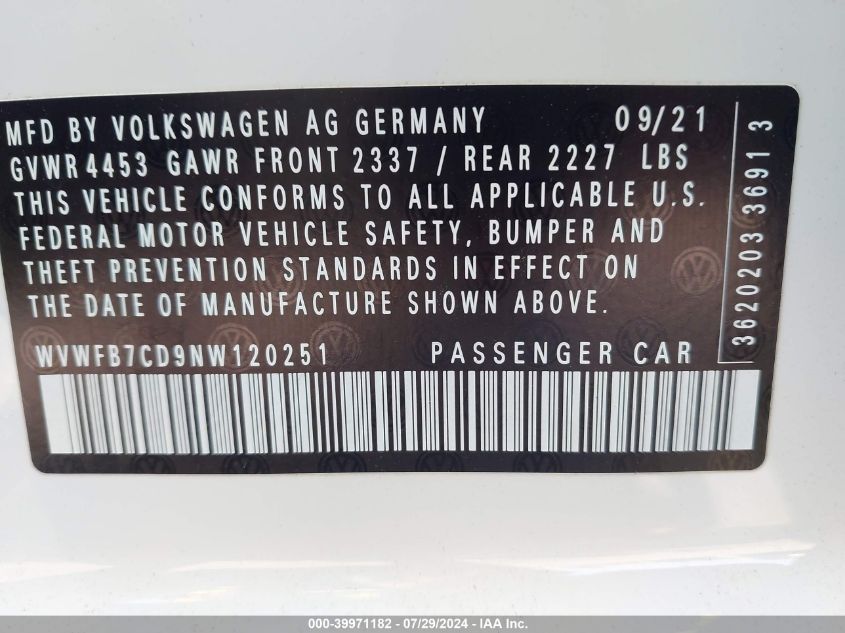 MFD BY VOLKSWAGEN AG GERMANY 09/21
GVWR 4453 GAWR FRONT 2337 / REAR 2227 LBS
THIS VEHICLE CONFORMS TO ALL APPLICABLE U.S.
FEDERAL MOTOR VEHICLE SAFETY, BUMPER AND
THEFT PREVENTION STANDARDS IN EFFECT ON
THE DATE OF MANUFACTURE SHOWN ABOVE.
WVWFB7CD9NW120251 PASSENGER CAR
3620203 3691 3
000-39971182 - 07/29/2024 - IAA Inc.